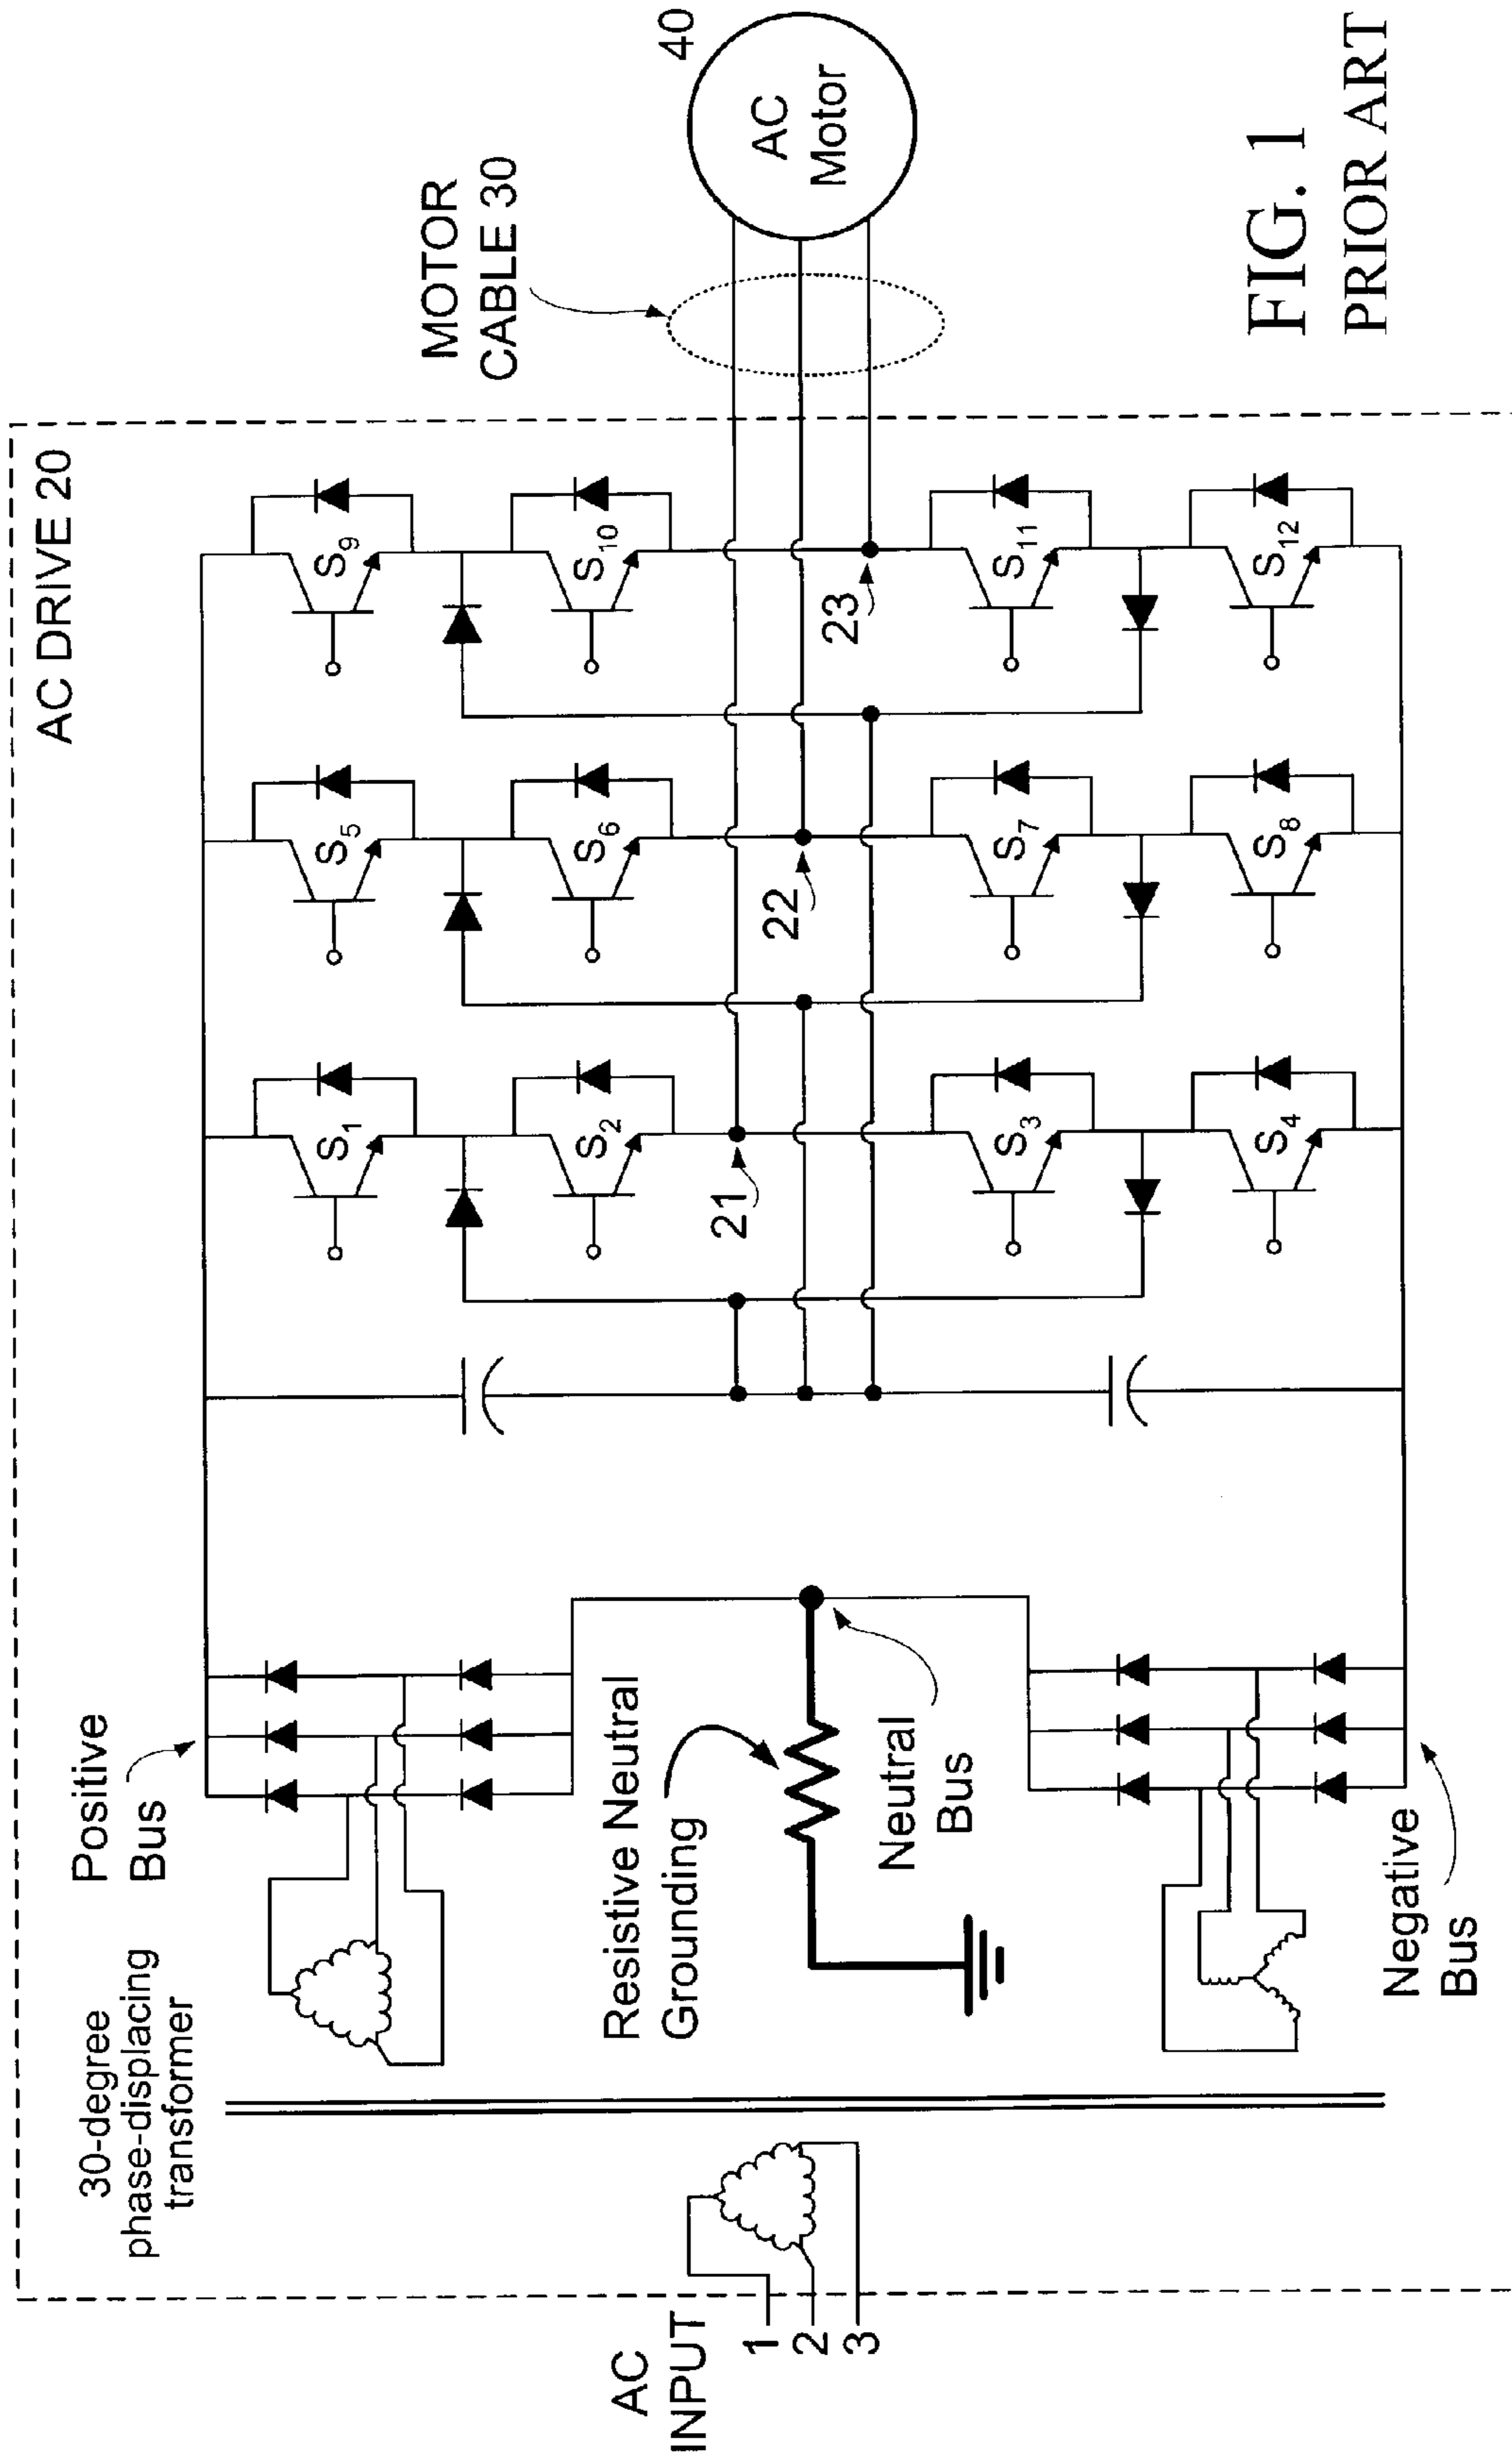 AC DRIVE 20
30-degree
phase-displacing
transformer
Positive
Bus
AC
INPUT
1
2
3
Resistive Neutral
Grounding
Neutral
Bus
Negative
Bus
S1
S2
S3
S4
S5
S6
S7
S8
S9
S10
S11
S12
21
22
23
MOTOR
CABLE 30
40
AC
Motor
FIG. 1
PRIOR ART